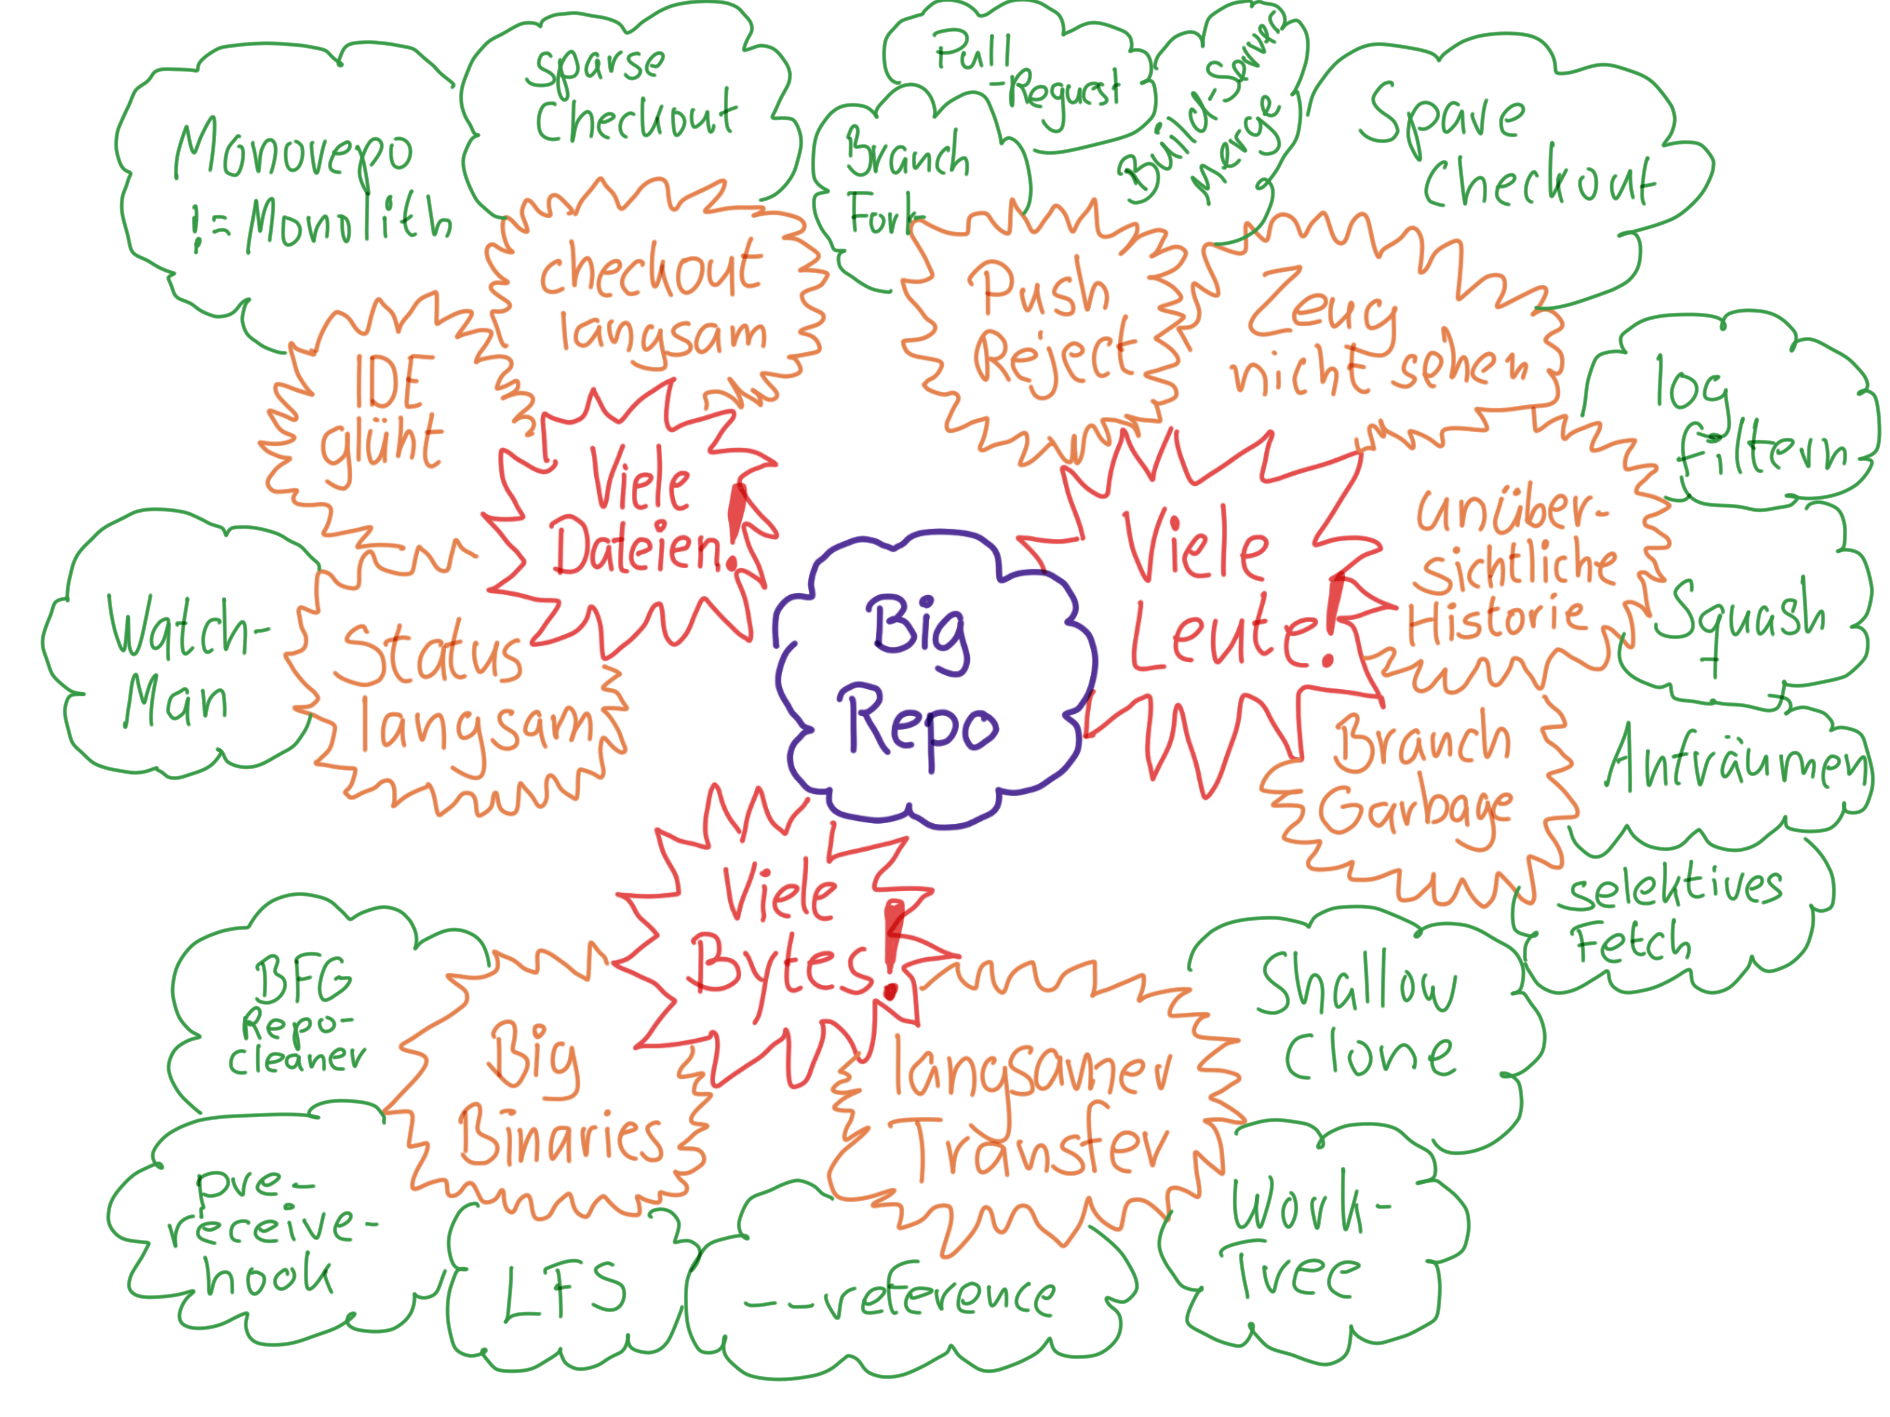 Monorepo
!= Monolith
sparse
Checkout
Pull
-Request
Branch
Fork
Build-Server
Merge
Spare
Checkout
checkout
langsam
Push
Reject
Zeug
nicht sehen
IDE
glüht
log
filtern
Viele
Dateien!
Viele
Leute!
unüber-
sichtliche
Historie
Squash
Watch-
Man
Status
langsam
Big
Repo
Branch
Garbage
Aufräumen
selektives
Fetch
Viele
Bytes!
BFG
Repo-
cleaner
Big
Binaries
langsamer
Transfer
Shallow
Clone
pre-
receive-
hook
LFS
--reference
Work-
Tree